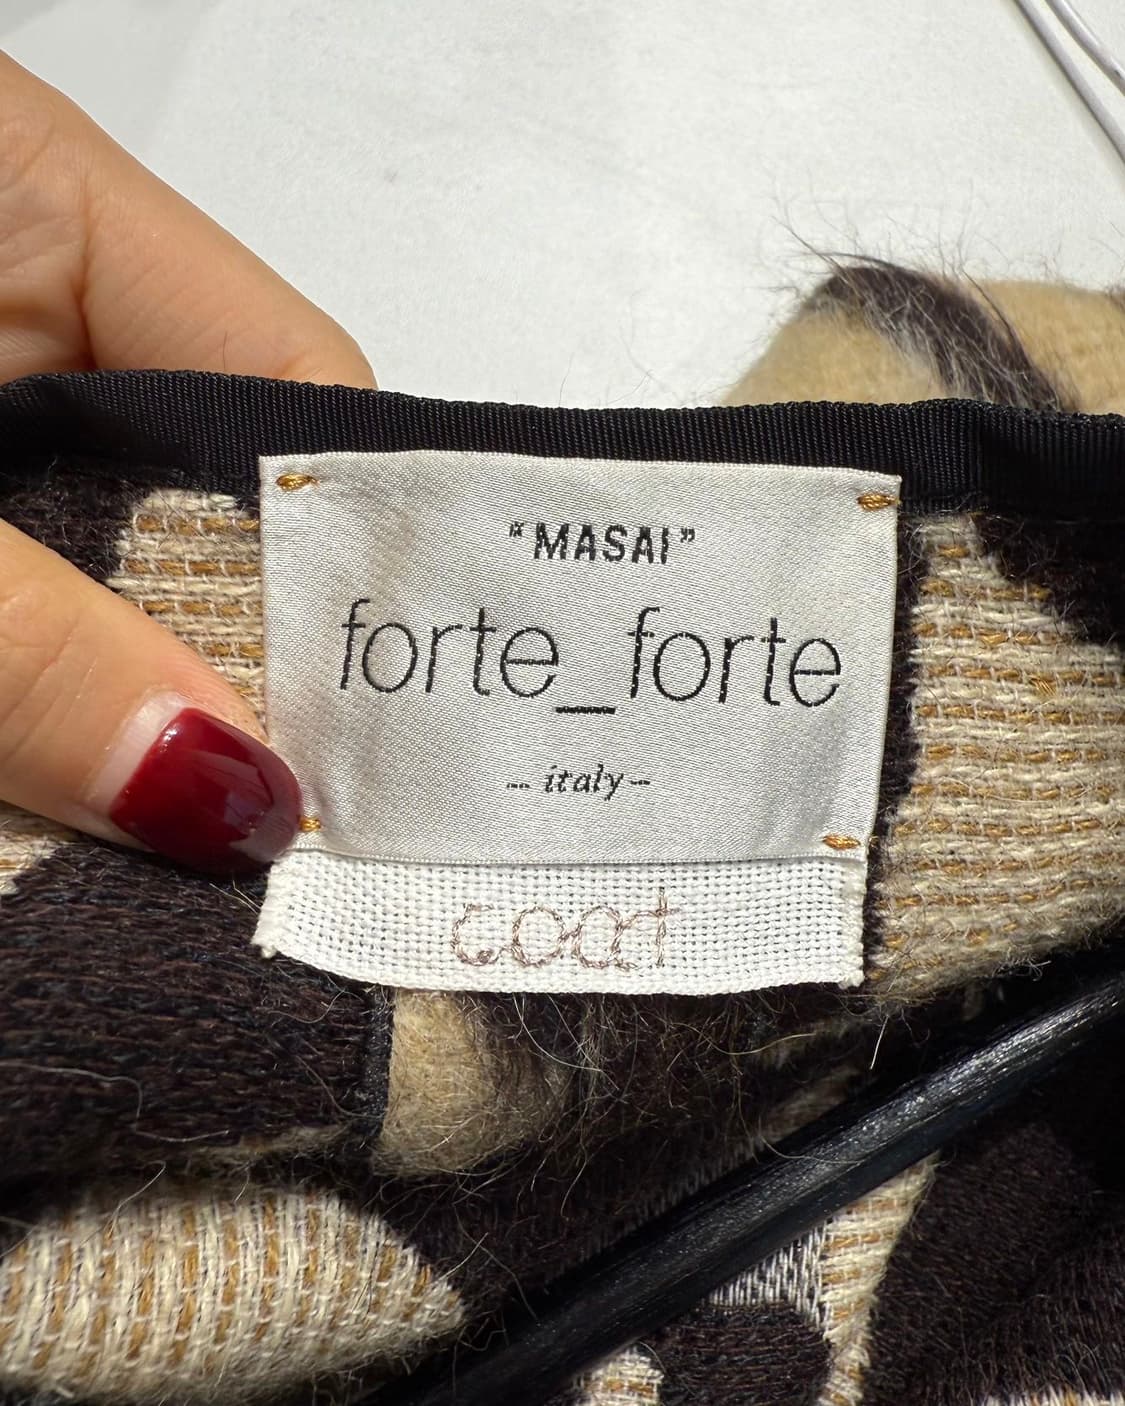 "MASAI"
forte_forte
-- italy --
coat